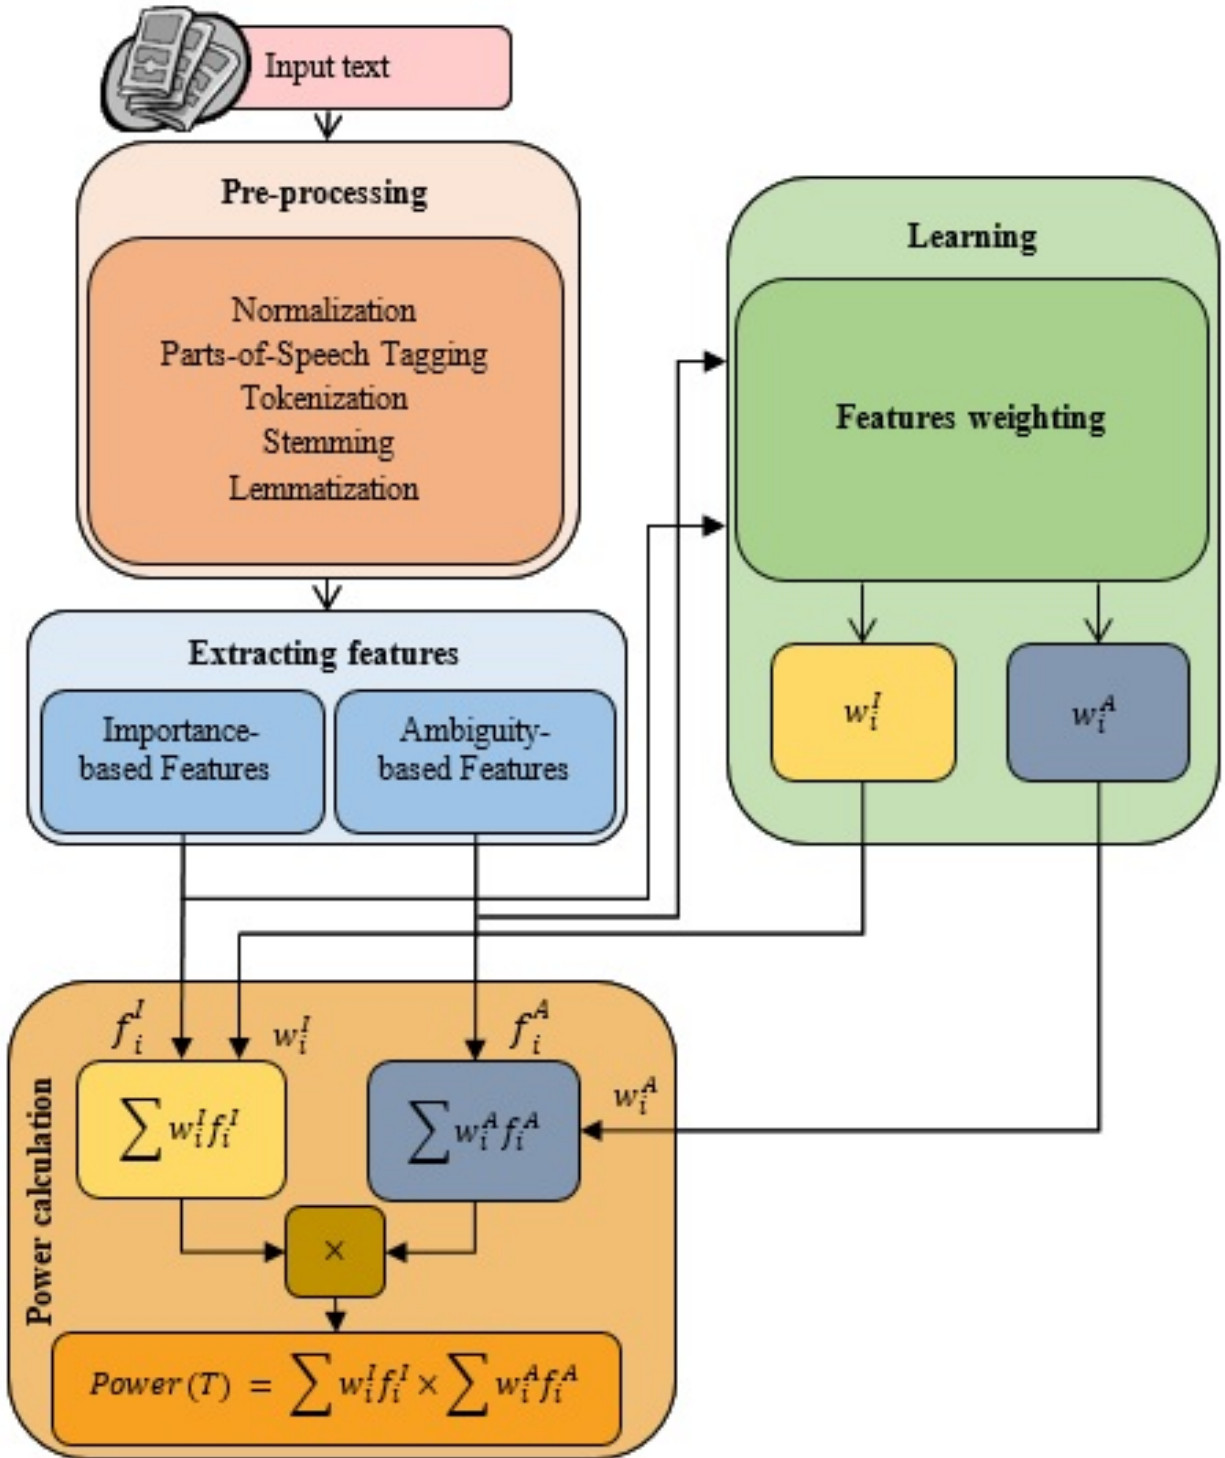 Input text
Pre-processing
Normalization
Parts-of-Speech Tagging
Tokenization
Stemming
Lemmatization
Extracting features
Importance-
based Features
Ambiguity-
based Features
Learning
Features weighting
w_i^I
w_i^A
Power calculation
f_i^I
w_i^I
f_i^A
w_i^A
∑ w_i^I f_i^I
∑ w_i^A f_i^A
×
Power (T) = ∑ w_i^I f_i^I × ∑ w_i^A f_i^A